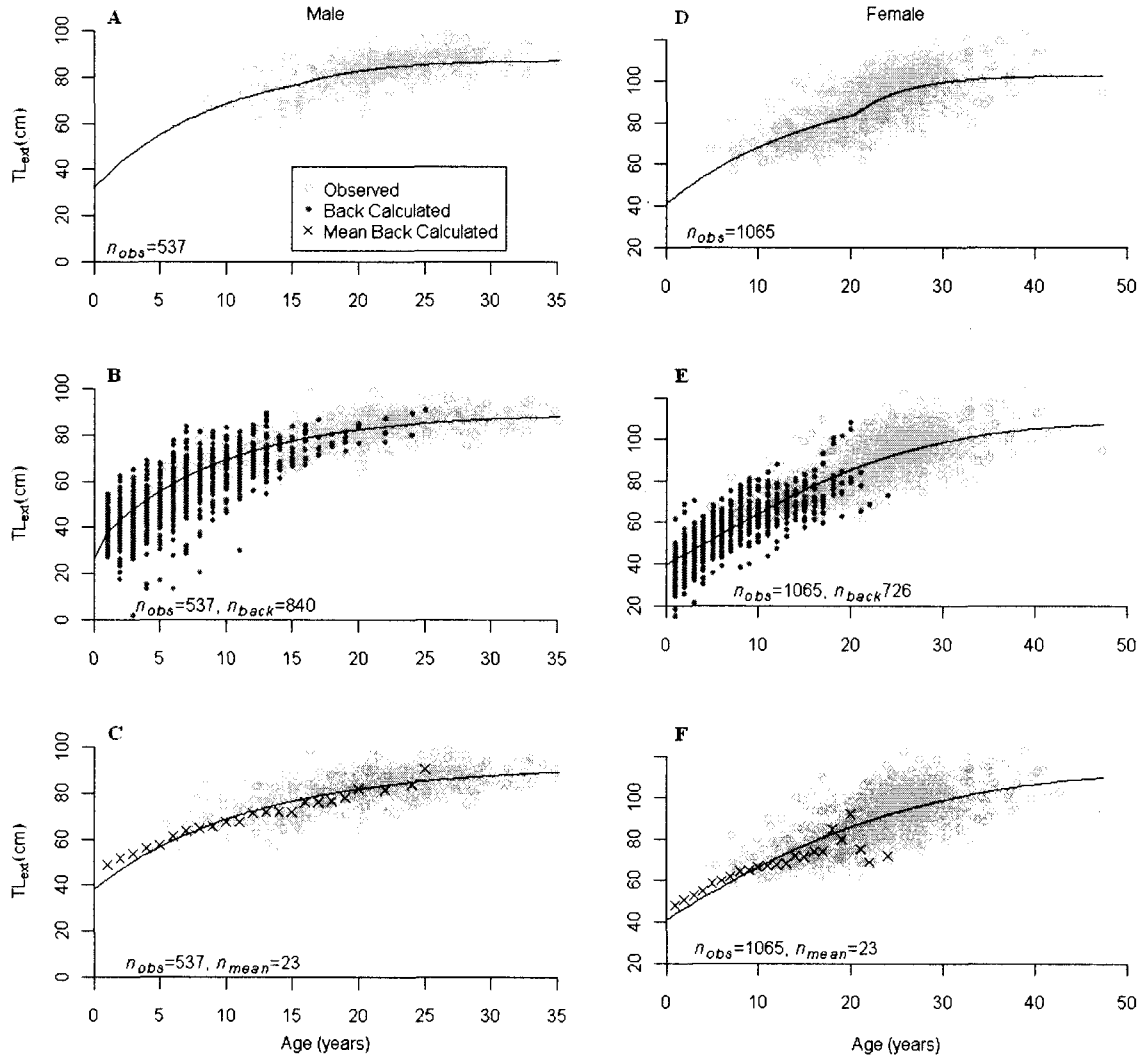 A Male
TL_ext (cm)
100
80
60
40
20
0
Observed
Back Calculated
Mean Back Calculated
n_obs=537
0 5 10 15 20 25 30 35
D Female
100
80
60
40
20
n_obs=1065
0 10 20 30 40 50
B
TL_ext (cm)
100
80
60
40
20
0
n_obs=537, n_back=840
0 5 10 15 20 25 30 35
E
100
80
60
40
20
n_obs=1065, n_back726
0 10 20 30 40 50
C
TL_ext (cm)
100
80
60
40
20
0
n_obs=537, n_mean=23
0 5 10 15 20 25 30 35
Age (years)
F
100
80
60
40
20
n_obs=1065, n_mean=23
0 10 20 30 40 50
Age (years)